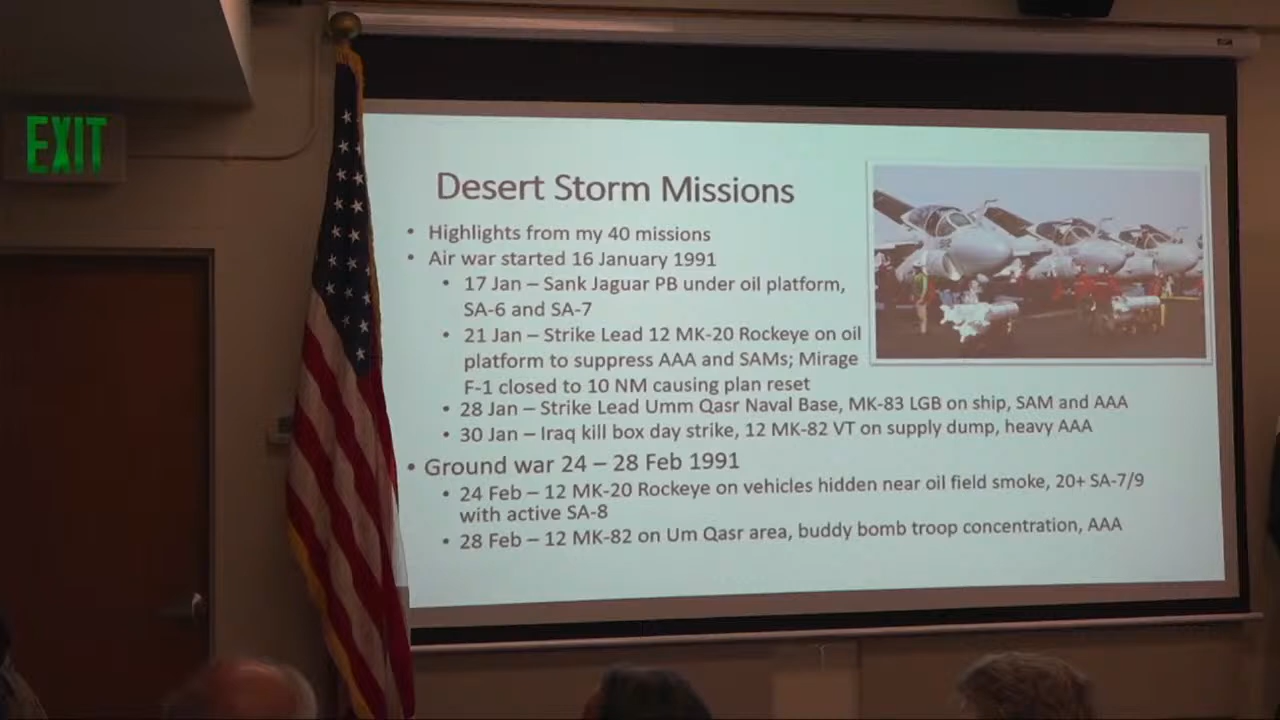 EXIT
Desert Storm Missions
• Highlights from my 40 missions
• Air war started 16 January 1991
• 17 Jan – Sank Jaguar PB under oil platform,
SA-6 and SA-7
• 21 Jan – Strike Lead 12 MK-20 Rockeye on oil
platform to suppress AAA and SAMs; Mirage
F-1 closed to 10 NM causing plan reset
• 28 Jan – Strike Lead Umm Qasr Naval Base, MK-83 LGB on ship, SAM and AAA
• 30 Jan – Iraq kill box day strike, 12 MK-82 VT on supply dump, heavy AAA
• Ground war 24 – 28 Feb 1991
• 24 Feb – 12 MK-20 Rockeye on vehicles hidden near oil field smoke, 20+ SA-7/9
with active SA-8
• 28 Feb – 12 MK-82 on Um Qasr area, buddy bomb troop concentration, AAA